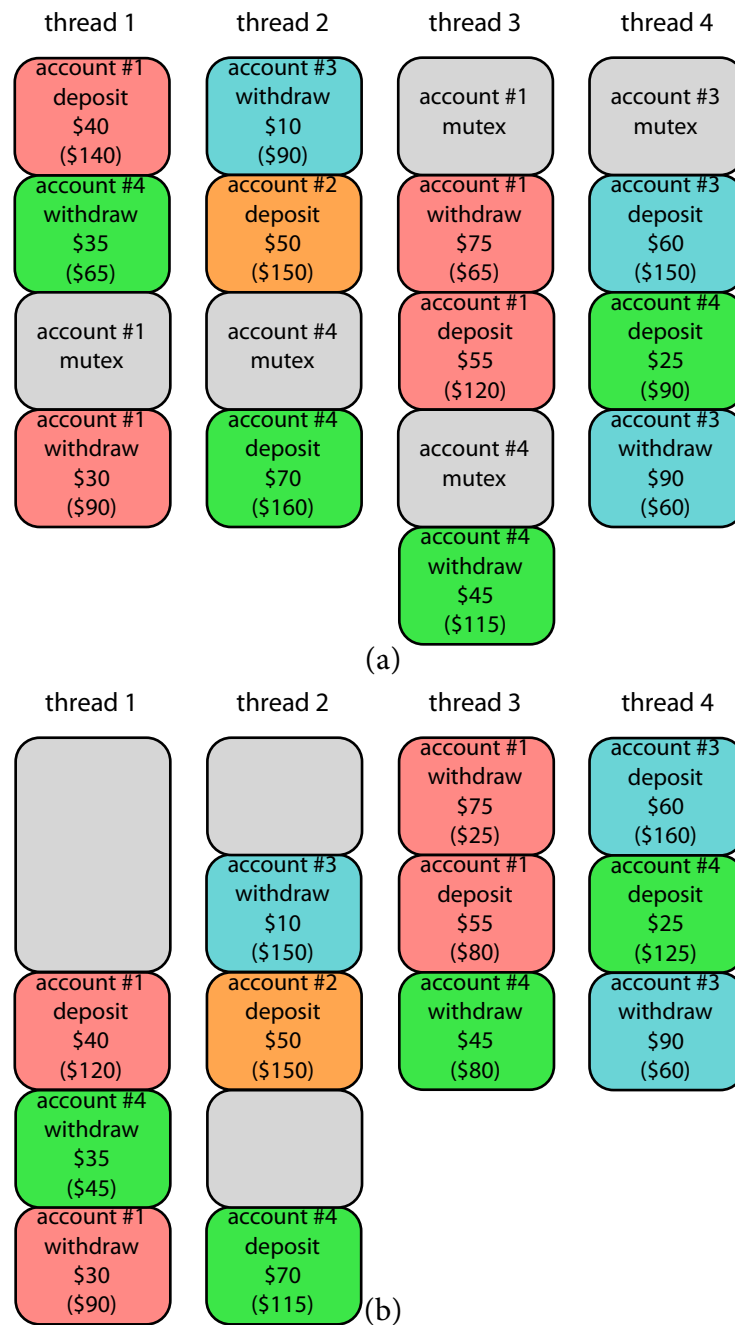 thread 1
thread 2
thread 3
thread 4
account #1
deposit
$40
($140)
account #4
withdraw
$35
($65)
account #1
mutex
account #1
withdraw
$30
($90)
account #3
withdraw
$10
($90)
account #2
deposit
$50
($150)
account #4
mutex
account #4
deposit
$70
($160)
account #1
mutex
account #1
withdraw
$75
($65)
account #1
deposit
$55
($120)
account #4
mutex
account #4
withdraw
$45
($115)
account #3
mutex
account #3
deposit
$60
($150)
account #4
deposit
$25
($90)
account #3
withdraw
$90
($60)
(a)
thread 1
thread 2
thread 3
thread 4
account #1
deposit
$40
($120)
account #4
withdraw
$35
($45)
account #1
withdraw
$30
($90)
account #3
withdraw
$10
($150)
account #2
deposit
$50
($150)
account #4
deposit
$70
($115)
account #1
withdraw
$75
($25)
account #1
deposit
$55
($80)
account #4
withdraw
$45
($80)
account #3
deposit
$60
($160)
account #4
deposit
$25
($125)
account #3
withdraw
$90
($60)
(b)